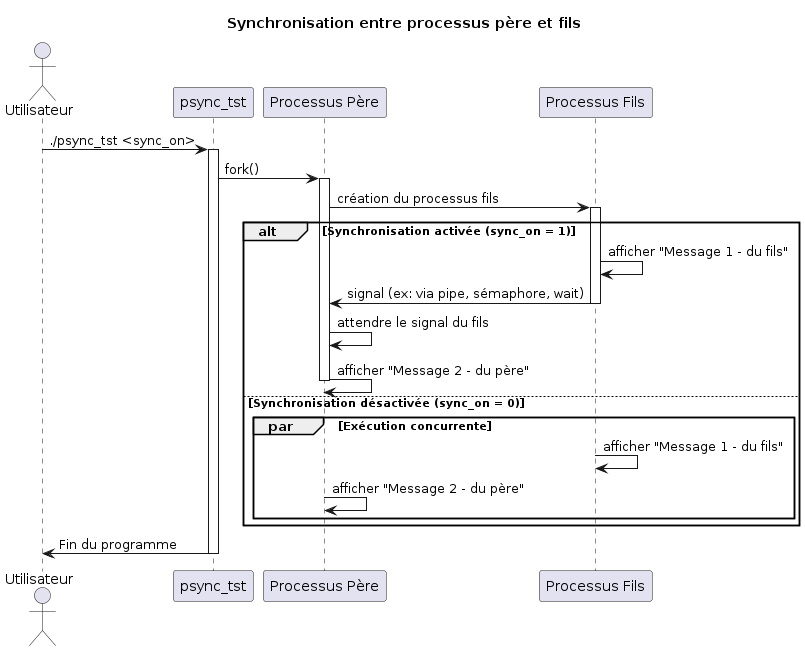 Synchronisation entre processus père et fils
Utilisateur
psync_tst
Processus Père
Processus Fils
./psync_tst <sync_on>
fork()
création du processus fils
alt
[Synchronisation activée (sync_on = 1)]
afficher "Message 1 - du fils"
signal (ex: via pipe, sémaphore, wait)
attendre le signal du fils
afficher "Message 2 - du père"
[Synchronisation désactivée (sync_on = 0)]
par
[Exécution concurrente]
afficher "Message 1 - du fils"
afficher "Message 2 - du père"
Fin du programme
Utilisateur
psync_tst
Processus Père
Processus Fils